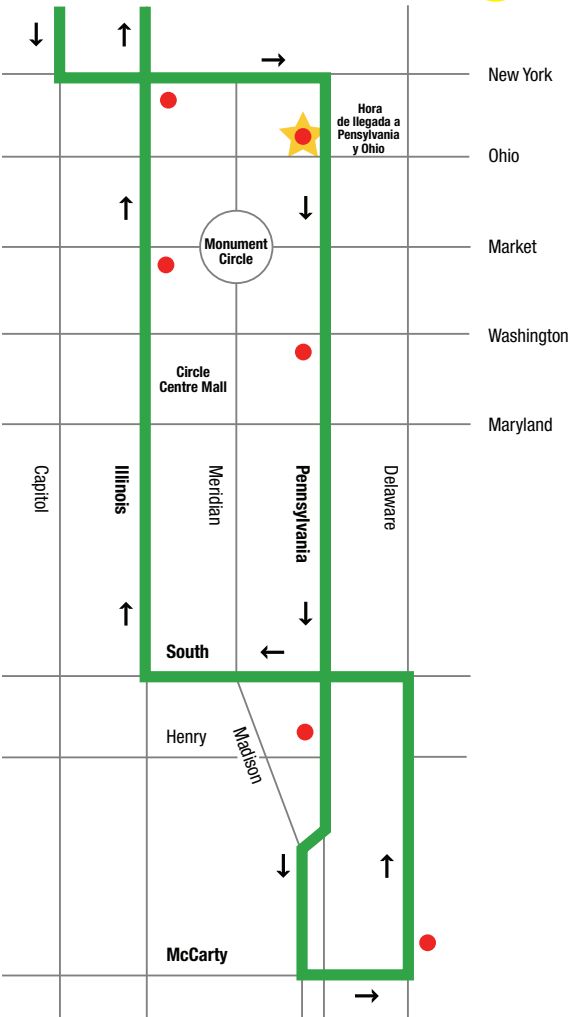 New York
Hora
de llegada a
Pensylvania
y Ohio
Ohio
Monument
Circle
Market
Washington
Circle
Centre Mall
Maryland
Capitol
Illinois
Meridian
Pennsylvania
Delaware
South
Henry
Madison
McCarty